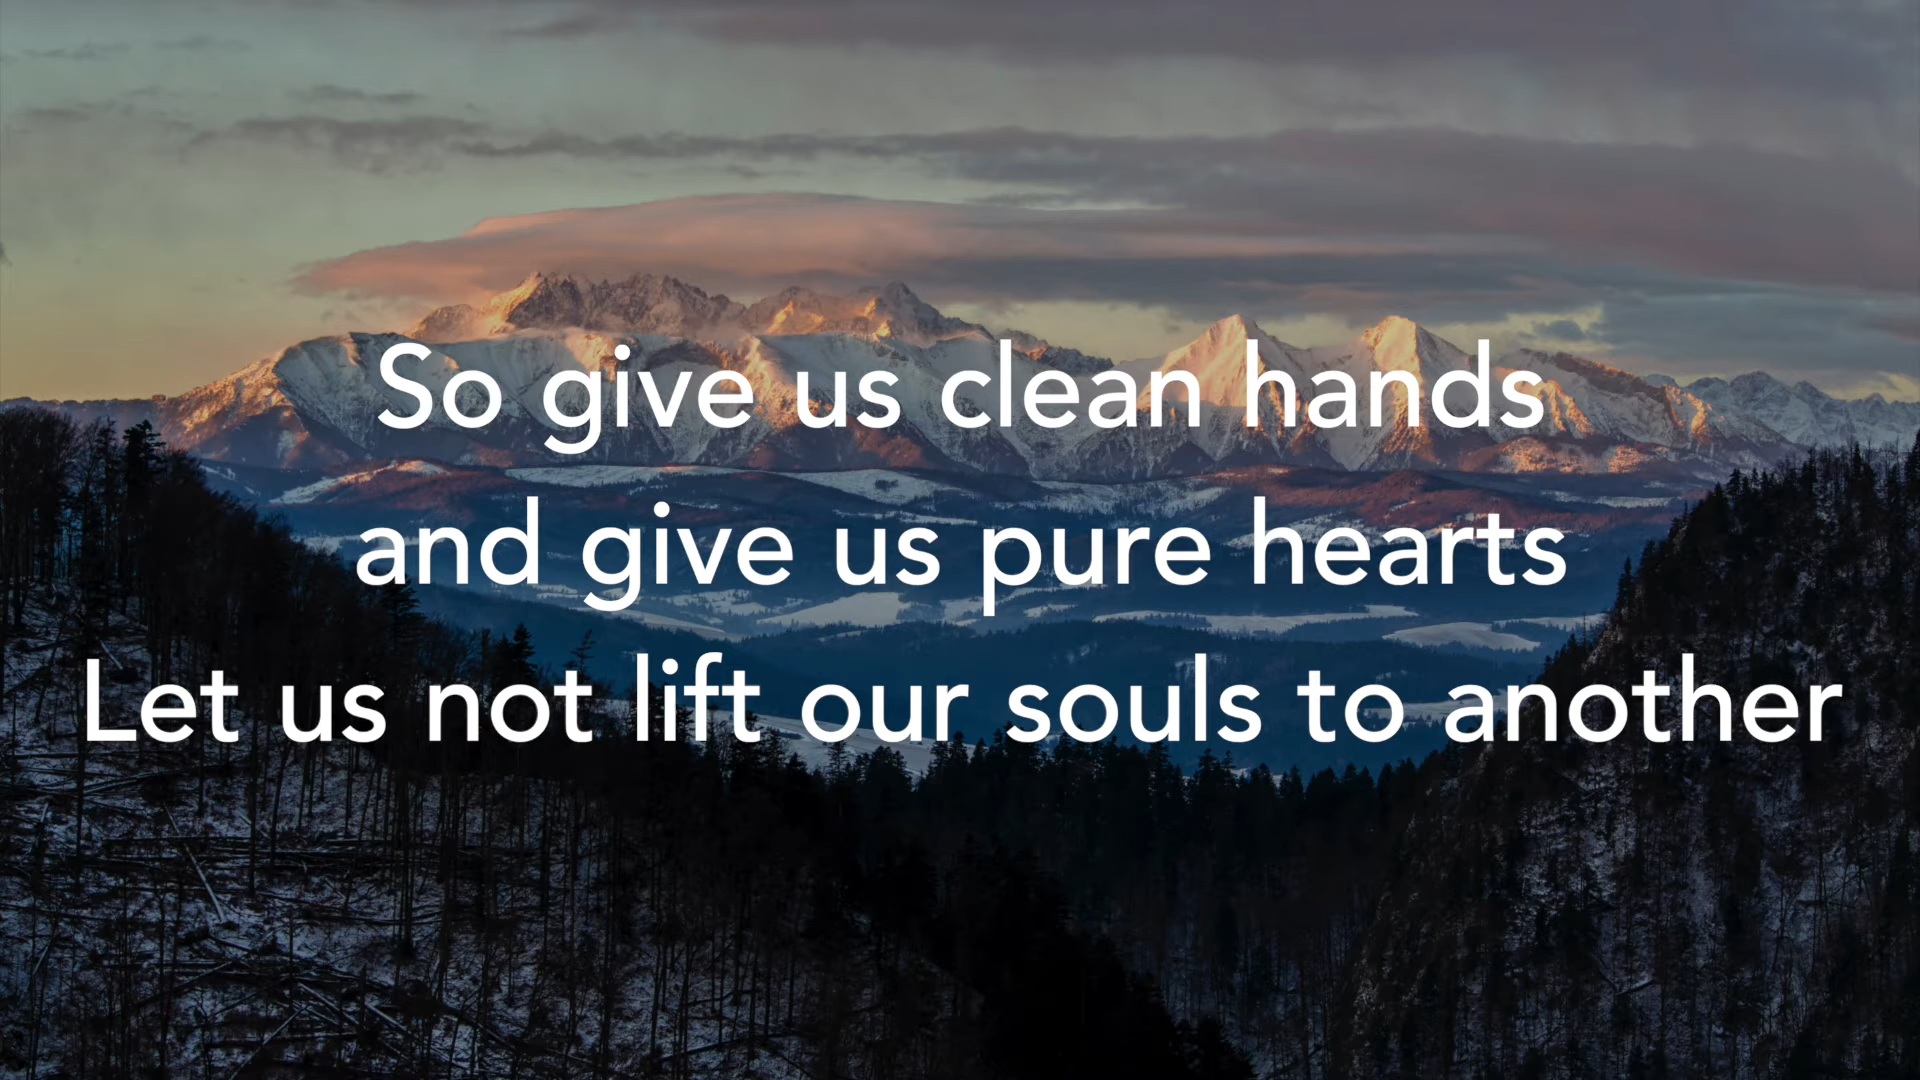 So give us clean hands
and give us pure hearts
Let us not lift our souls to another